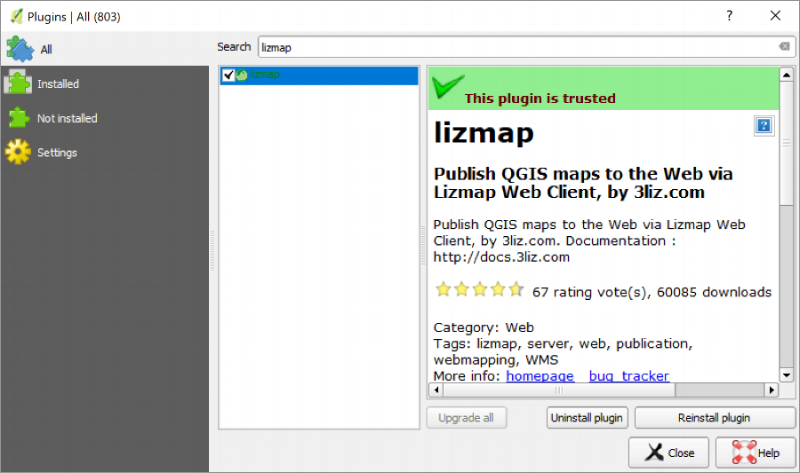 Plugins | All (803)
All
Installed
Not installed
Settings
Search
lizmap
lizmap
This plugin is trusted
lizmap
Publish QGIS maps to the Web via
Lizmap Web Client, by 3liz.com
Publish QGIS maps to the Web via Lizmap Web
Client, by 3liz.com. Documentation :
http://docs.3liz.com
67 rating vote(s), 60085 downloads
Category: Web
Tags: lizmap, server, web, publication,
webmapping, WMS
More info: homepage bug_tracker
Upgrade all
Uninstall plugin
Reinstall plugin
Close
Help